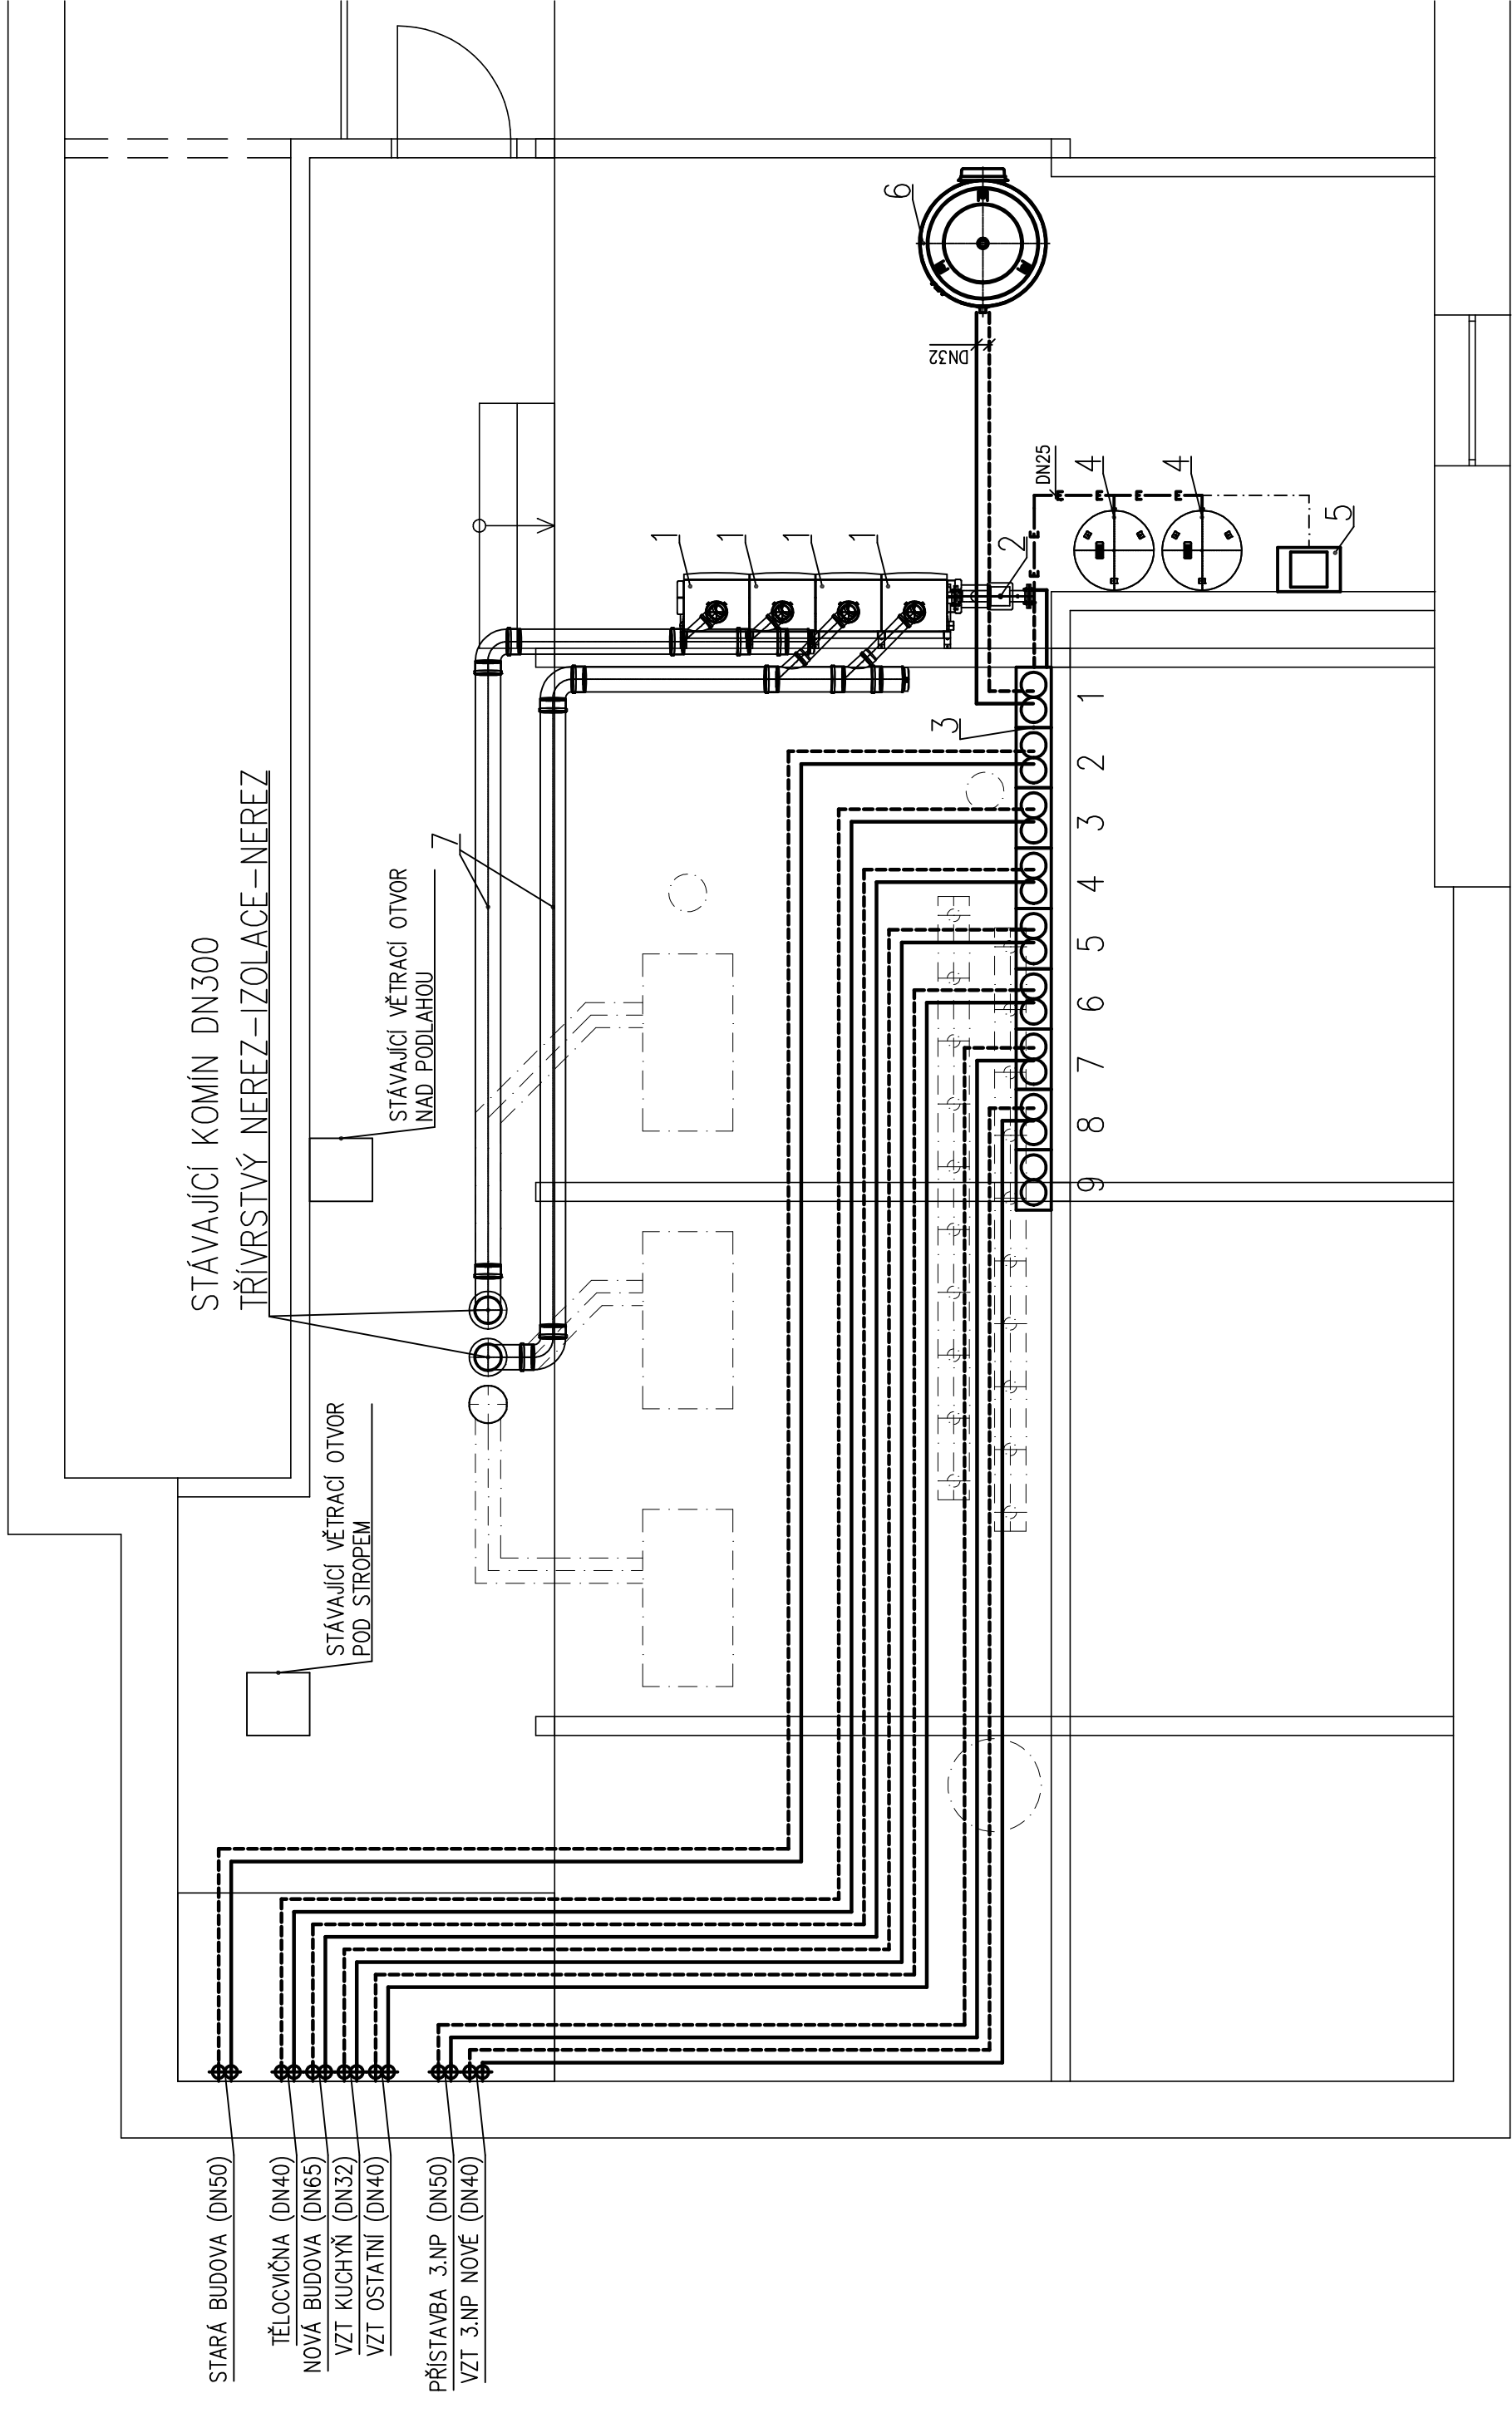 STÁVAJÍCÍ KOMÍN DN300
TŘÍVRSTVÝ NEREZ-IZOLACE-NEREZ
STÁVAJÍCÍ VĚTRACÍ OTVOR
POD STROPEM
STÁVAJÍCÍ VĚTRACÍ OTVOR
NAD PODLAHOU
7
1
1
1
1
6
DN32
2
DN25
4
4
5
3
9
8
7
6
5
4
3
2
1
STARÁ BUDOVA (DN50)
TĚLOCVIČNA (DN40)
NOVÁ BUDOVA (DN65)
VZT KUCHYŇ (DN32)
VZT OSTATNÍ (DN40)
PŘÍSTAVBA 3.NP (DN50)
VZT 3.NP NOVÉ (DN40)